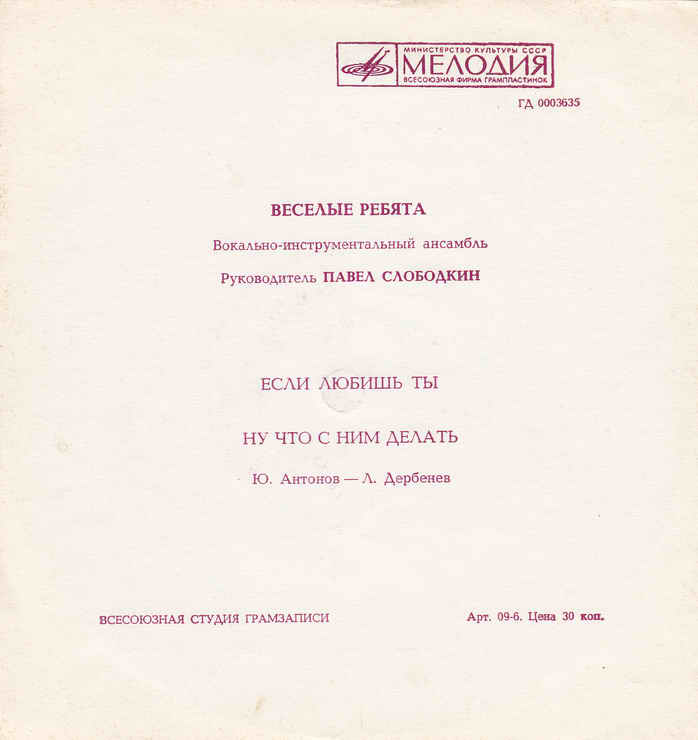 МИНИСТЕРСТВО КУЛЬТУРЫ СССР
МЕЛОДИЯ
ВСЕСОЮЗНАЯ ФИРМА ГРАМПЛАСТИНОК
ГД 0003635
ВЕСЕЛЫЕ РЕБЯТА
Вокально-инструментальный ансамбль
Руководитель ПАВЕЛ СЛОБОДКИН
ЕСЛИ ЛЮБИШЬ ТЫ
НУ ЧТО С НИМ ДЕЛАТЬ
Ю. Антонов — Л. Дербенев
ВСЕСОЮЗНАЯ СТУДИЯ ГРАМЗАПИСИ
Арт. 09-6. Цена 30 коп.